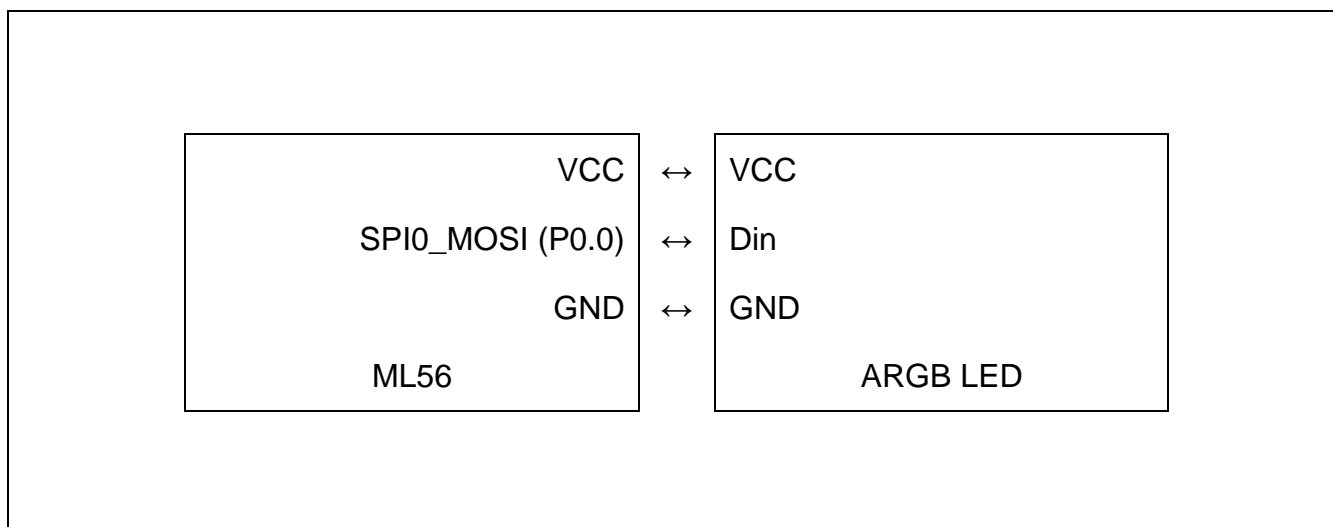 VCC ↔ VCC
SPI0_MOSI (P0.0) ↔ Din
GND ↔ GND
ML56 ARGB LED